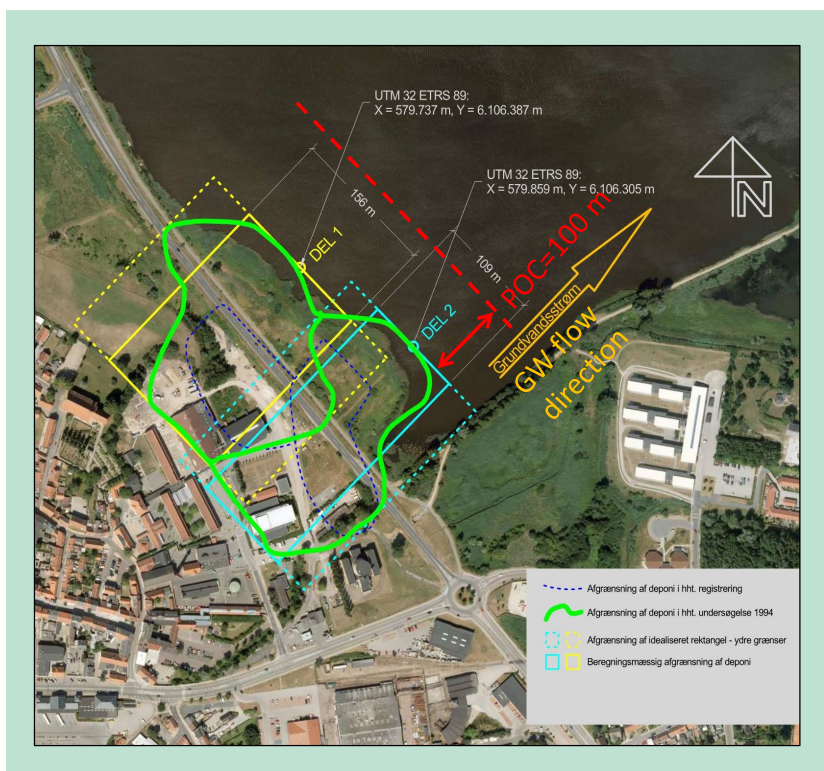 UTM 32 ETRS 89:
X = 579.737 m, Y = 6.106.387 m
UTM 32 ETRS 89:
X = 579.859 m, Y = 6.106.305 m
156 m
109 m
DEL 1
DEL 2
POC=100 m
Grundvandsstrøm
GW flow
direction
N
Afgrænsning af deponi i hht. registrering
Afgrænsning af deponi i hht. undersøgelse 1994
Afgrænsning af idealiseret rektangel - ydre grænser
Beregningsmæssig afgrænsning af deponi